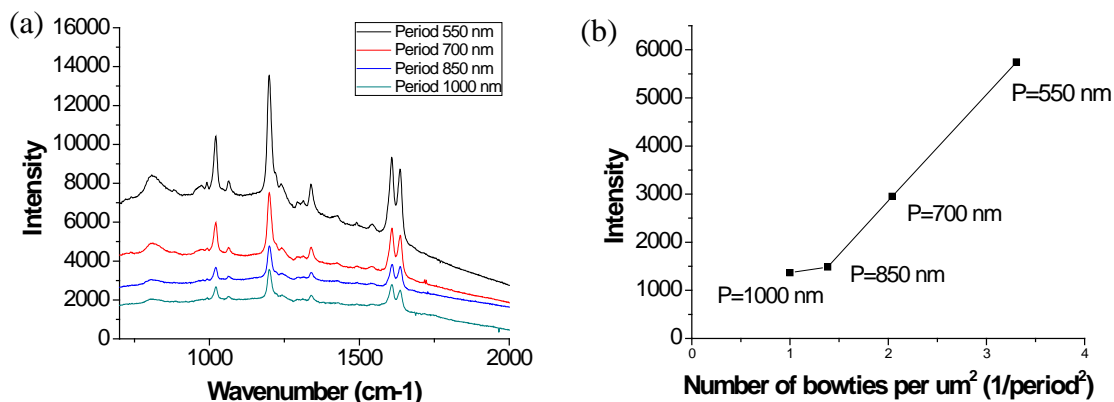 (a)
16000
14000
12000
10000
8000
6000
4000
2000
0
Intensity
Period 550 nm
Period 700 nm
Period 850 nm
Period 1000 nm
1000
1500
2000
Wavenumber (cm-1)
(b)
6000
5000
4000
3000
2000
1000
0
Intensity
P=550 nm
P=700 nm
P=850 nm
P=1000 nm
0
1
2
3
4
Number of bowties per um² (1/period²)